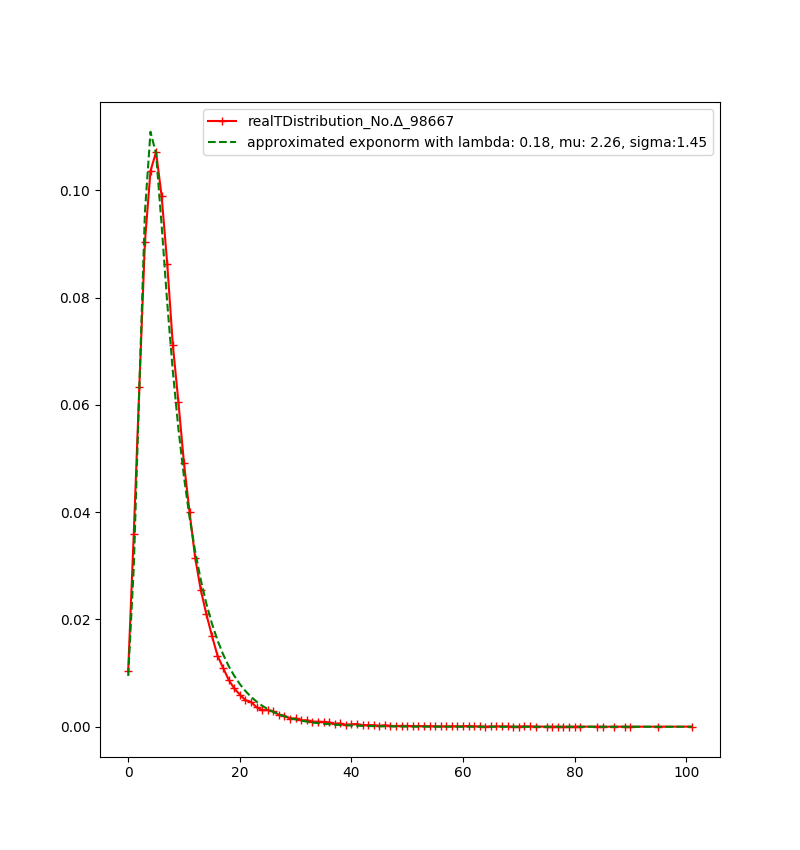 realTDistribution_No.Δ_98667
approximated exponorm with lambda: 0.18, mu: 2.26, sigma:1.45
0.10
0.08
0.06
0.04
0.02
0.00
0 20 40 60 80 100